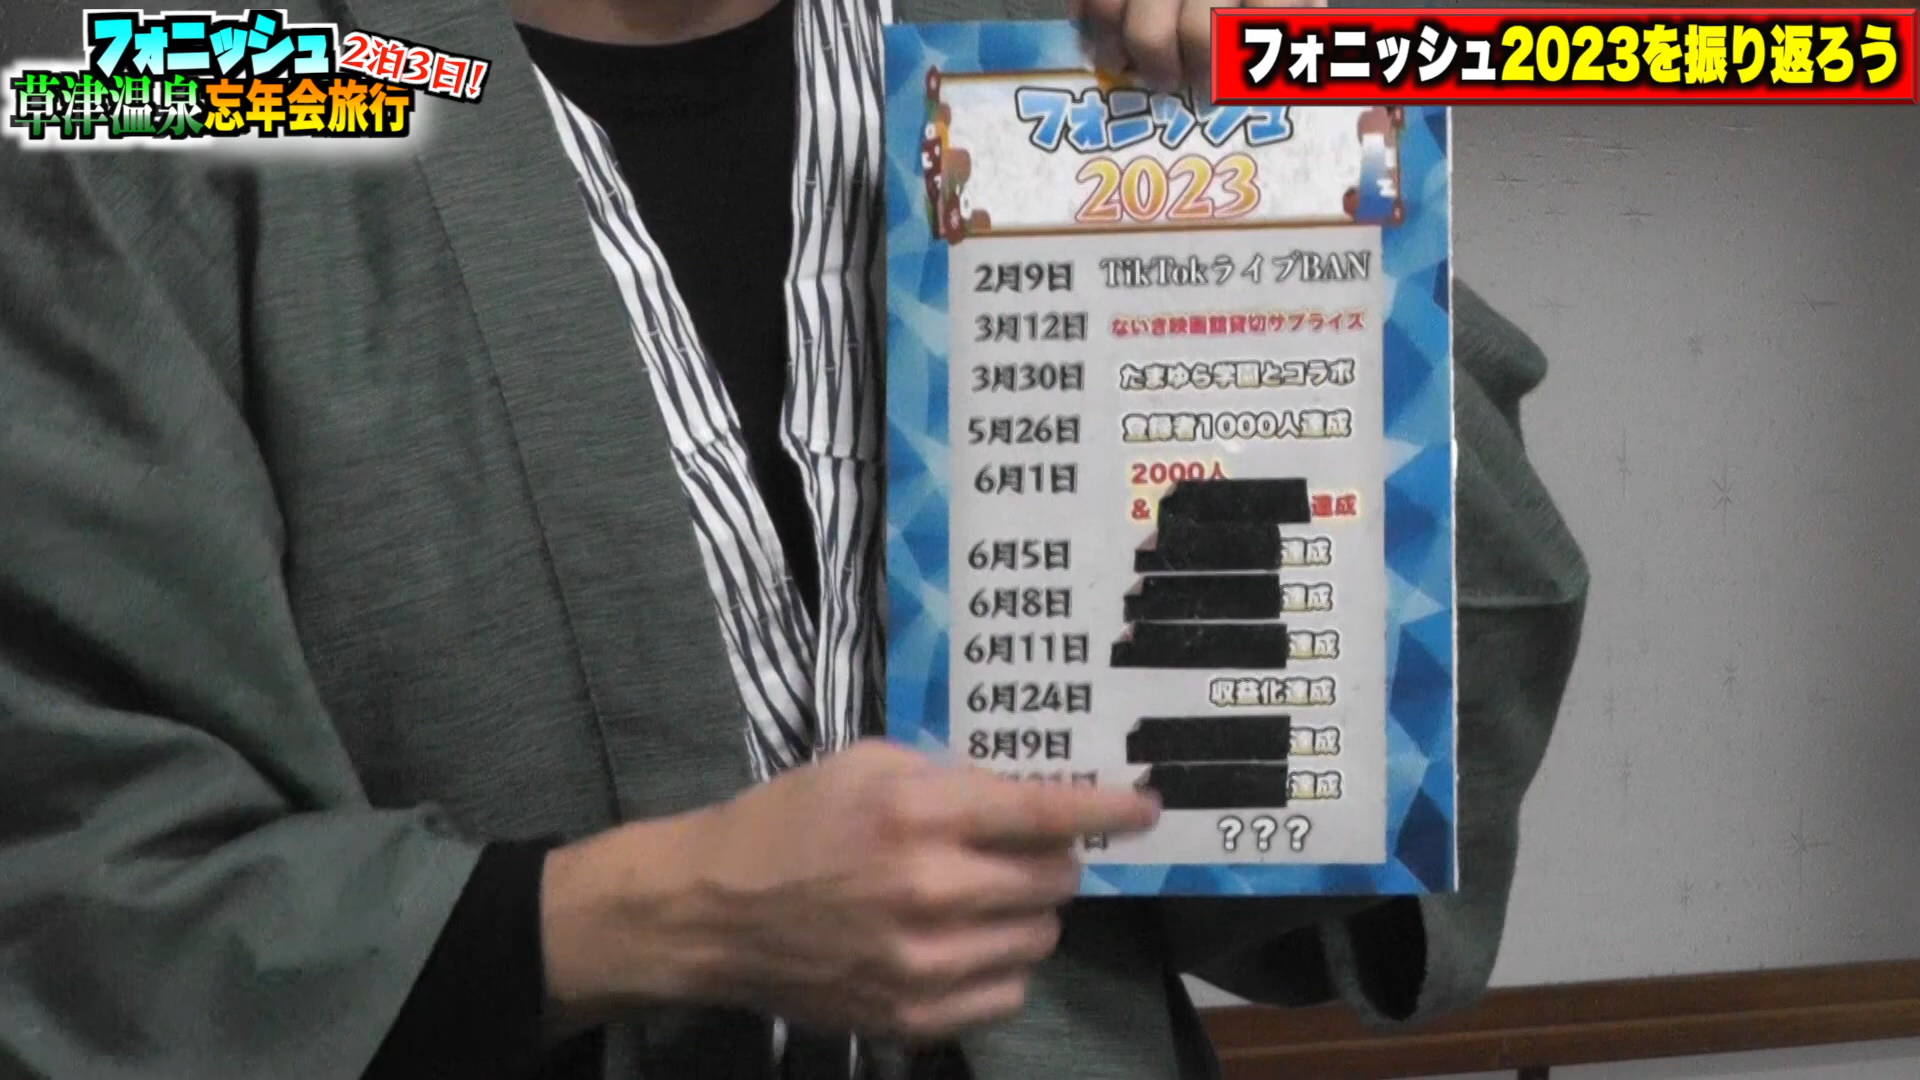 フォニッシュ
2泊3日!
草津温泉忘年会旅行
フォニッシュ2023を振り返ろう
フォニッシュ
2023
2月9日 TikTokライブBAN
3月12日 ないき映画館貸切サプライズ
3月30日 たまゆら学園とコラボ
5月26日 登録者1000人達成
6月1日 2000人
& 達成
6月5日 達成
6月8日 達成
6月11日 達成
6月24日 収益化達成
8月9日 達成
達成
日 ???